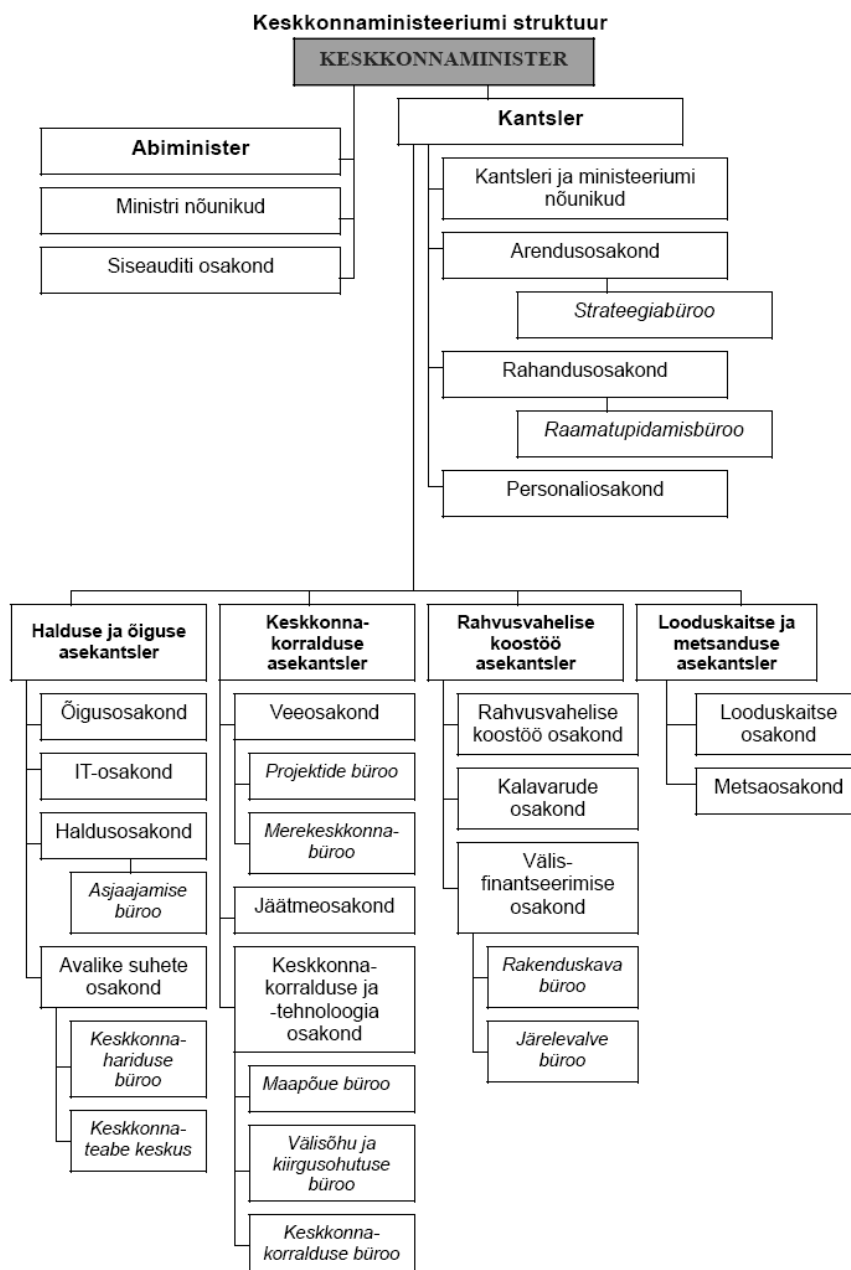 Keskkonnaministeeriumi struktuur
KESKKONNAMINISTER
Abiminister
Ministri nõunikud
Siseauditi osakond
Kantsler
Kantsleri ja ministeeriumi
nõunikud
Arendusosakond
Strateegiabüroo
Rahandusosakond
Raamatupidamisbüroo
Personaliosakond
Halduse ja õiguse
asekantsler
Õigusosakond
IT-osakond
Haldusosakond
Asjaajamise
büroo
Avalike suhete
osakond
Keskkonna-
hariduse
büroo
Keskkonna-
teabe keskus
Keskkonna-
korralduse
asekantsler
Veeosakond
Projektide büroo
Merekeskkonna-
büroo
Jäätmeosakond
Keskkonna-
korralduse ja
-tehnoloogia
osakond
Maapõue büroo
Välisõhu ja
kiirgusohutuse
büroo
Keskkonna-
korralduse büroo
Rahvusvahelise
koostöö
asekantsler
Rahvusvahelise
koostöö osakond
Kalavarude
osakond
Välis-
finantseerimise
osakond
Rakenduskava
büroo
Järelevalve
büroo
Looduskaitse ja
metsanduse
asekantsler
Looduskaitse
osakond
Metsaosakond